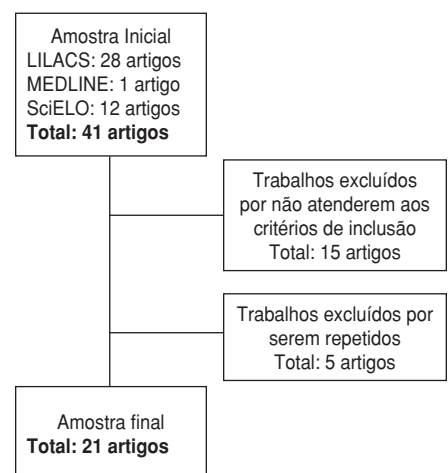 Amostra Inicial
LILACS: 28 artigos
MEDLINE: 1 artigo
SciELO: 12 artigos
Total: 41 artigos
Trabalhos excluídos
por não atenderem aos
critérios de inclusão
Total: 15 artigos
Trabalhos excluídos por
serem repetidos
Total: 5 artigos
Amostra final
Total: 21 artigos